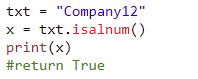 txt = "Company12"
x = txt.isalnum()
print(x)
#return True